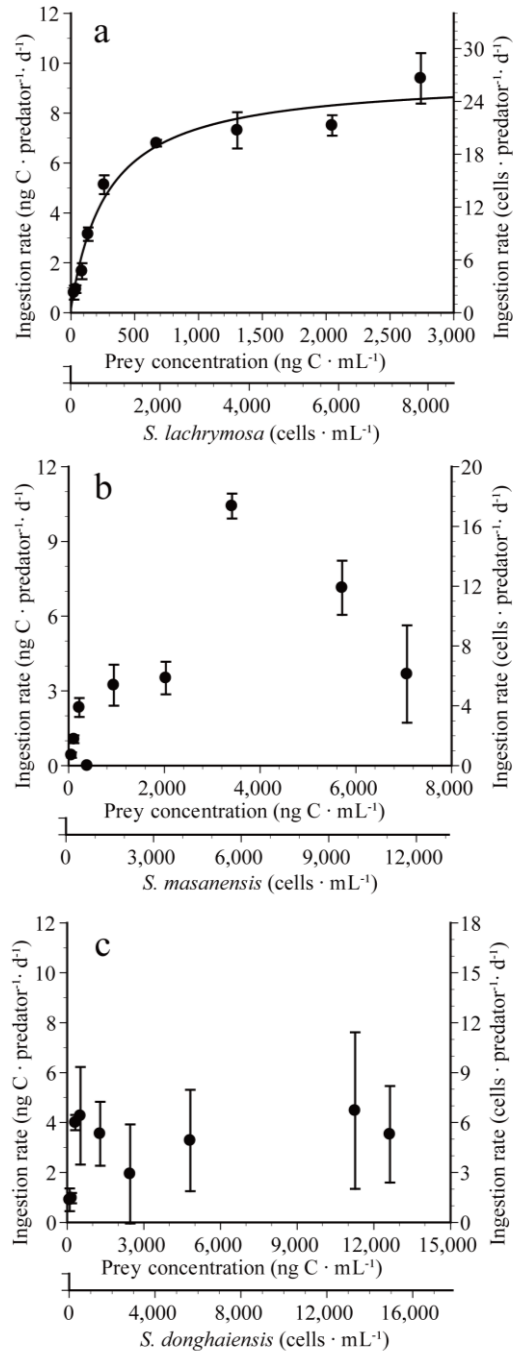 a
12
10
8
6
4
2
0
30
24
18
12
6
0
Ingestion rate (ng C · predator⁻¹· d⁻¹)
Ingestion rate (cells · predator⁻¹· d⁻¹)
0 500 1,000 1,500 2,000 2,500 3,000
Prey concentration (ng C · mL⁻¹)
0 2,000 4,000 6,000 8,000
S. lachrymosa (cells · mL⁻¹)
b
12
9
6
3
0
20
16
12
8
4
0
Ingestion rate (ng C · predator⁻¹· d⁻¹)
Ingestion rate (cells · predator⁻¹· d⁻¹)
0 2,000 4,000 6,000 8,000
Prey concentration (ng C · mL⁻¹)
0 3,000 6,000 9,000 12,000
S. masanensis (cells · mL⁻¹)
c
12
10
8
6
4
2
0
18
15
12
9
6
3
0
Ingestion rate (ng C · predator⁻¹· d⁻¹)
Ingestion rate (cells · predator⁻¹· d⁻¹)
0 3,000 6,000 9,000 12,000 15,000
Prey concentration (ng C · mL⁻¹)
0 4,000 8,000 12,000 16,000
S. donghaiensis (cells · mL⁻¹)